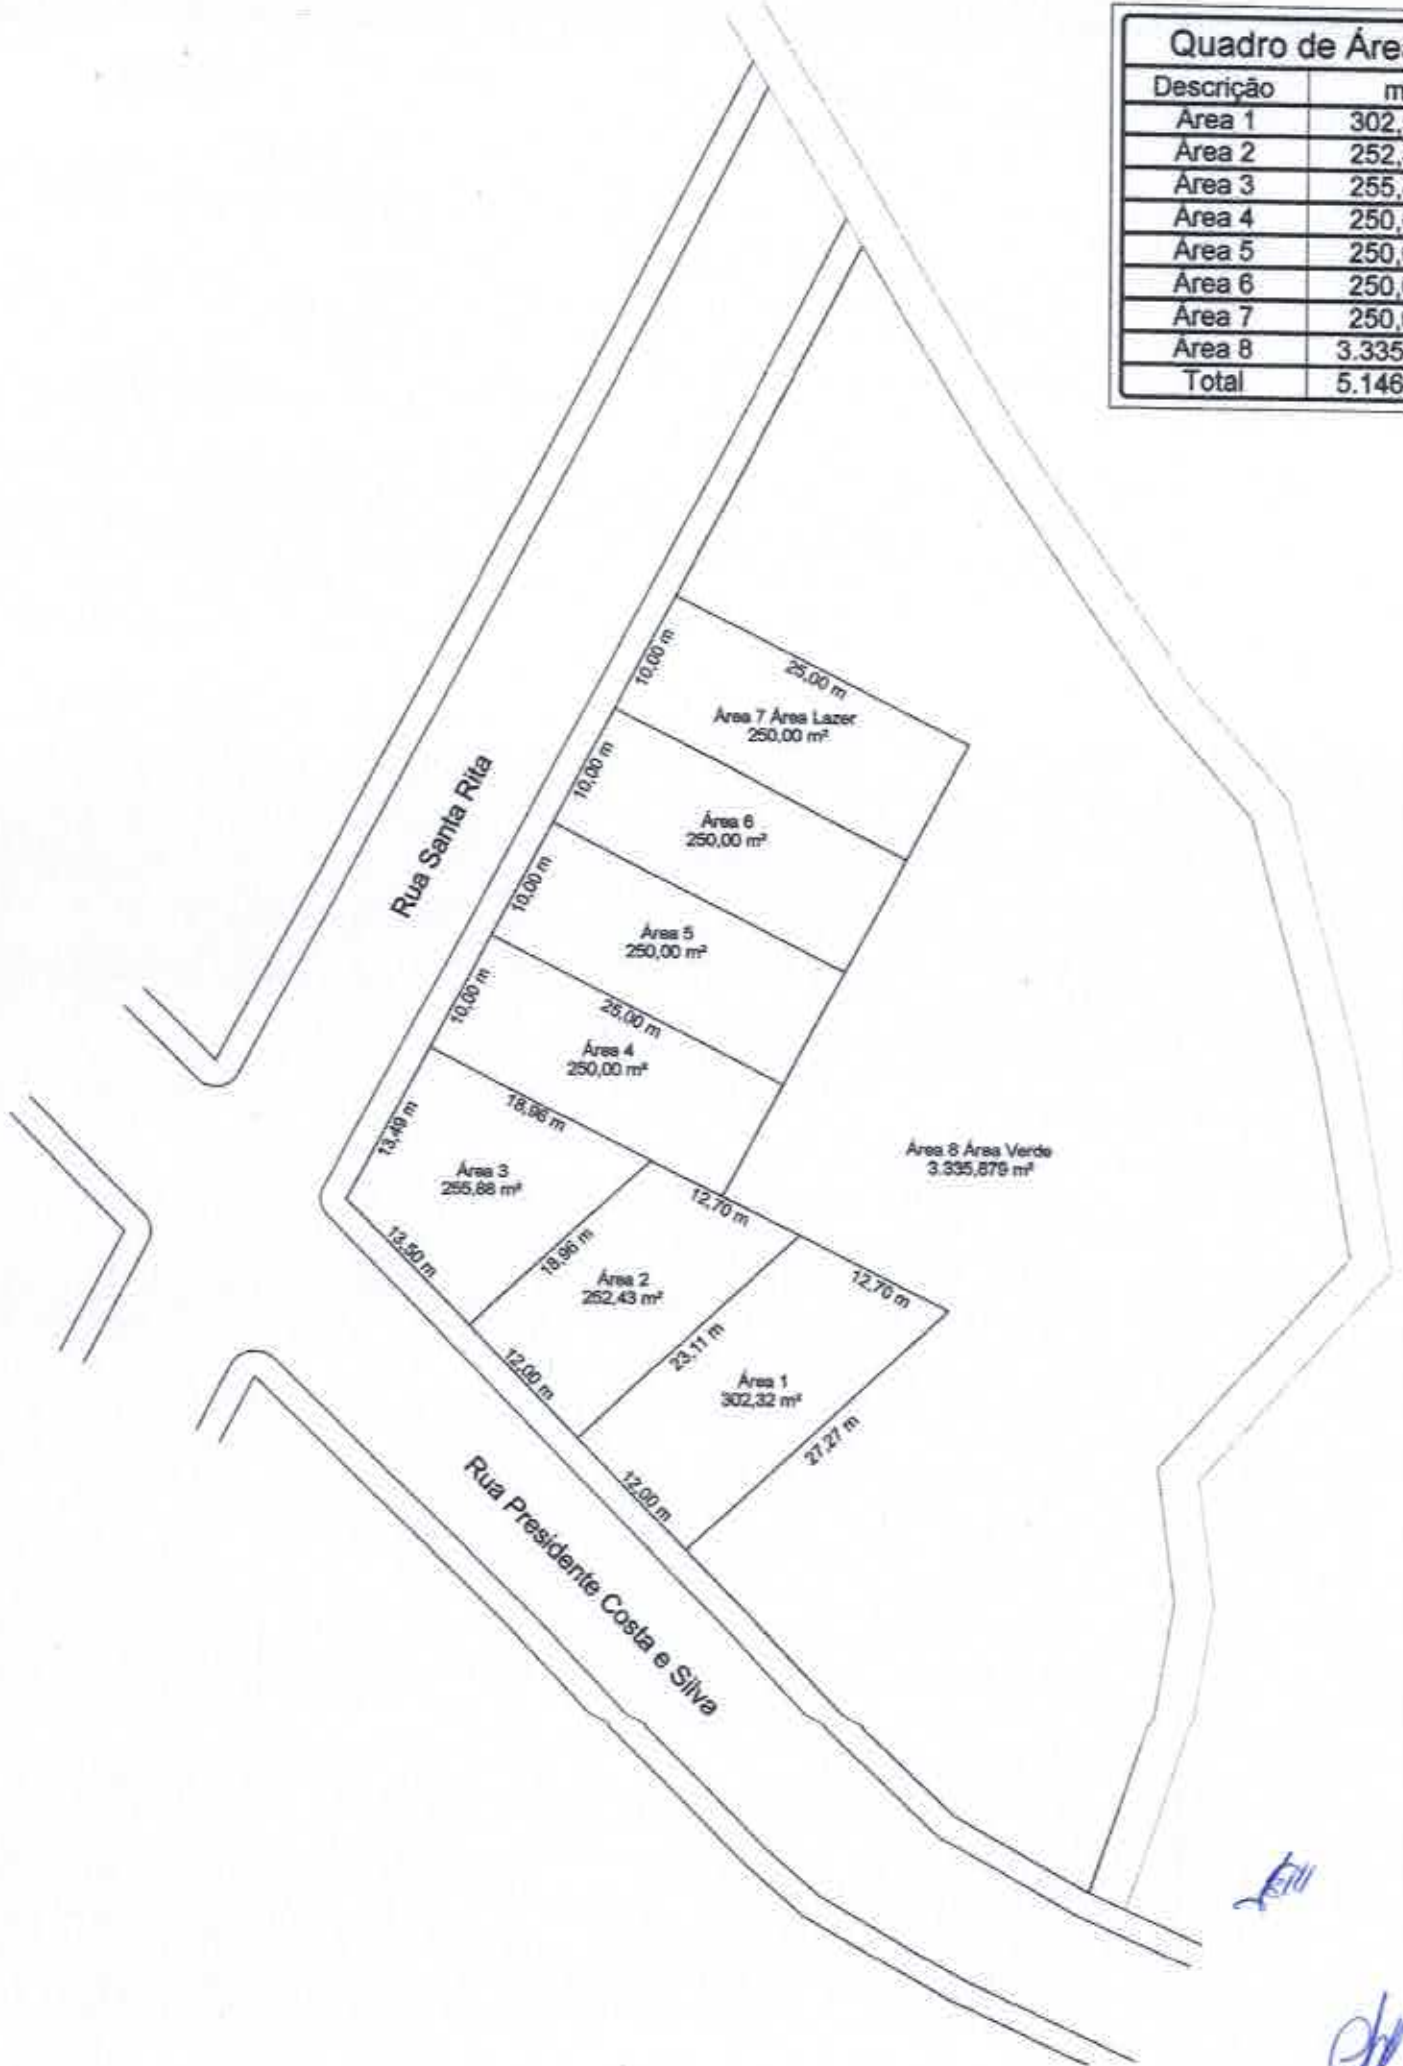 Quadro de Área
Descrição m
Área 1 302,
Área 2 252,
Área 3 255,
Área 4 250,
Área 5 250,
Área 6 250,
Área 7 250,
Área 8 3.335
Total 5.146
10,00 m
25,00 m
Área 7 Área Lazer
250,00 m²
10,00 m
Área 6
250,00 m²
Rua Santa Rita
10,00 m
Área 5
250,00 m²
10,00 m
25,00 m
Área 4
250,00 m²
13,49 m
18,96 m
Área 3
255,88 m²
12,70 m
Área 8 Área Verde
3.335,879 m²
13,50 m
18,96 m
Área 2
252,43 m²
12,70 m
12,00 m
23,11 m
Área 1
302,32 m²
27,27 m
12,00 m
Rua Presidente Costa e Silva